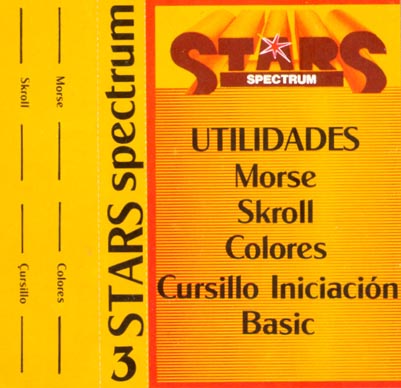 Morse
Colores
Skroll
Cursillo
3 STARS spectrum
STARS
SPECTRUM
UTILIDADES
Morse
Skroll
Colores
Cursillo Iniciación
Basic